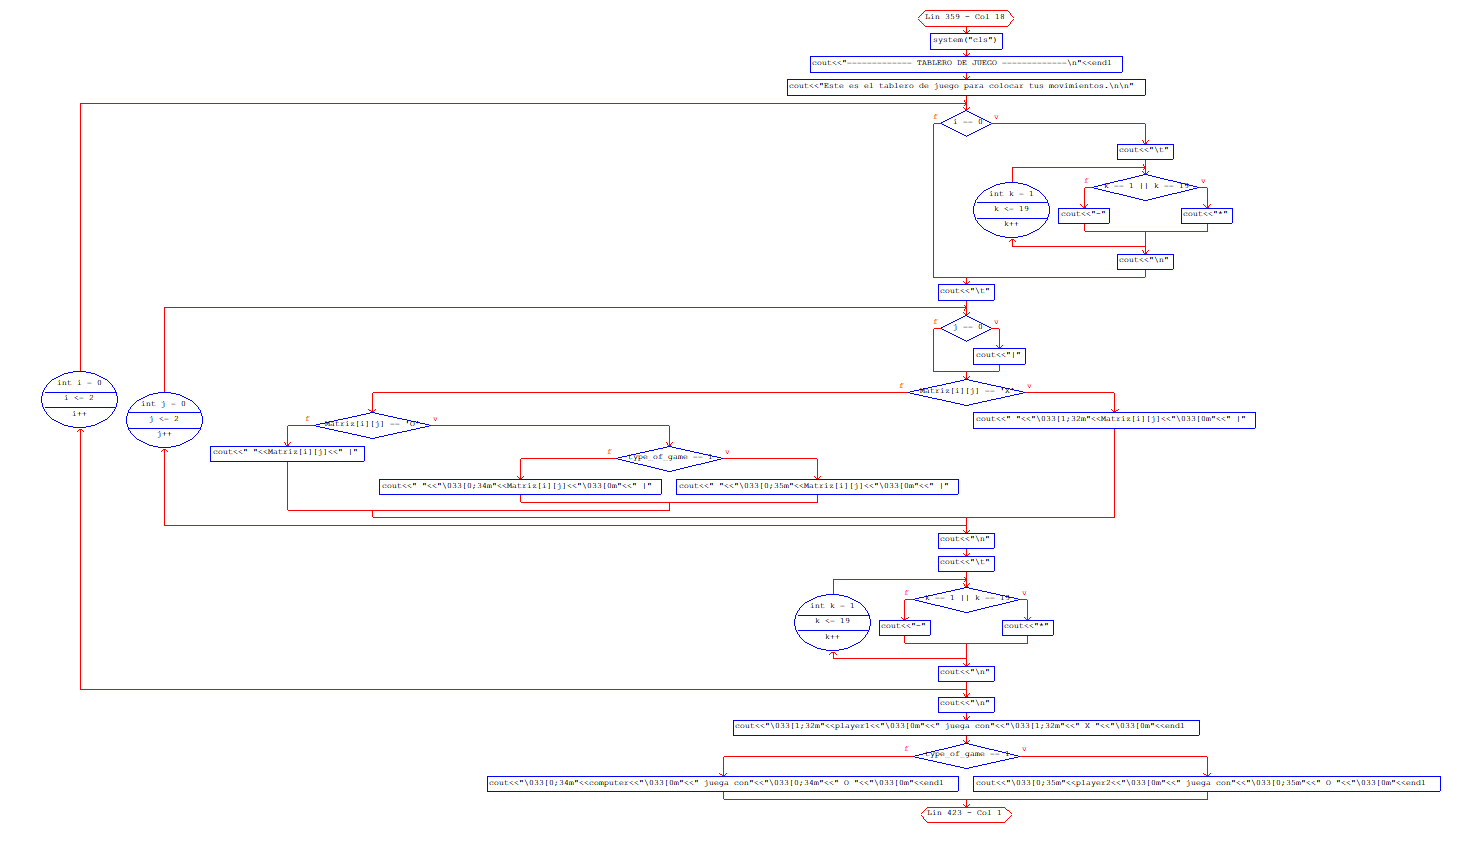 Lin 359 - Col 18
system("cls")
cout<<"------------- TABLERO DE JUEGO -------------\n"<<endl
cout<<"Este es el tablero de juego para colocar tus movimientos.\n\n"
f
i == 0
v
cout<<"\t"
int k = 1
k <= 19
k++
f
k == 1 || k == 19
v
cout<<"-"
cout<<"*"
cout<<"\n"
cout<<"\t"
f
j == 0
v
cout<<"|"
int i = 0
i <= 2
i++
int j = 0
j <= 2
j++
f
Matriz[i][j] == 'X'
v
f
Matriz[i][j] == 'O'
v
cout<<" "<<"\033[1;32m"<<Matriz[i][j]<<"\033[0m"<<" |"
cout<<" "<<Matriz[i][j]<<" |"
f
type_of_game == 1
v
cout<<" "<<"\033[0;34m"<<Matriz[i][j]<<"\033[0m"<<" |"
cout<<" "<<"\033[0;35m"<<Matriz[i][j]<<"\033[0m"<<" |"
cout<<"\n"
cout<<"\t"
int k = 1
k <= 19
k++
f
k == 1 || k == 19
v
cout<<"-"
cout<<"*"
cout<<"\n"
cout<<"\n"
cout<<"\033[1;32m"<<player1<<"\033[0m"<<" juega con"<<"\033[1;32m"<<" X "<<"\033[0m"<<endl
f
type_of_game == 1
v
cout<<"\033[0;34m"<<computer<<"\033[0m"<<" juega con"<<"\033[0;34m"<<" O "<<"\033[0m"<<endl
cout<<"\033[0;35m"<<player2<<"\033[0m"<<" juega con"<<"\033[0;35m"<<" O "<<"\033[0m"<<endl
Lin 423 - Col 1